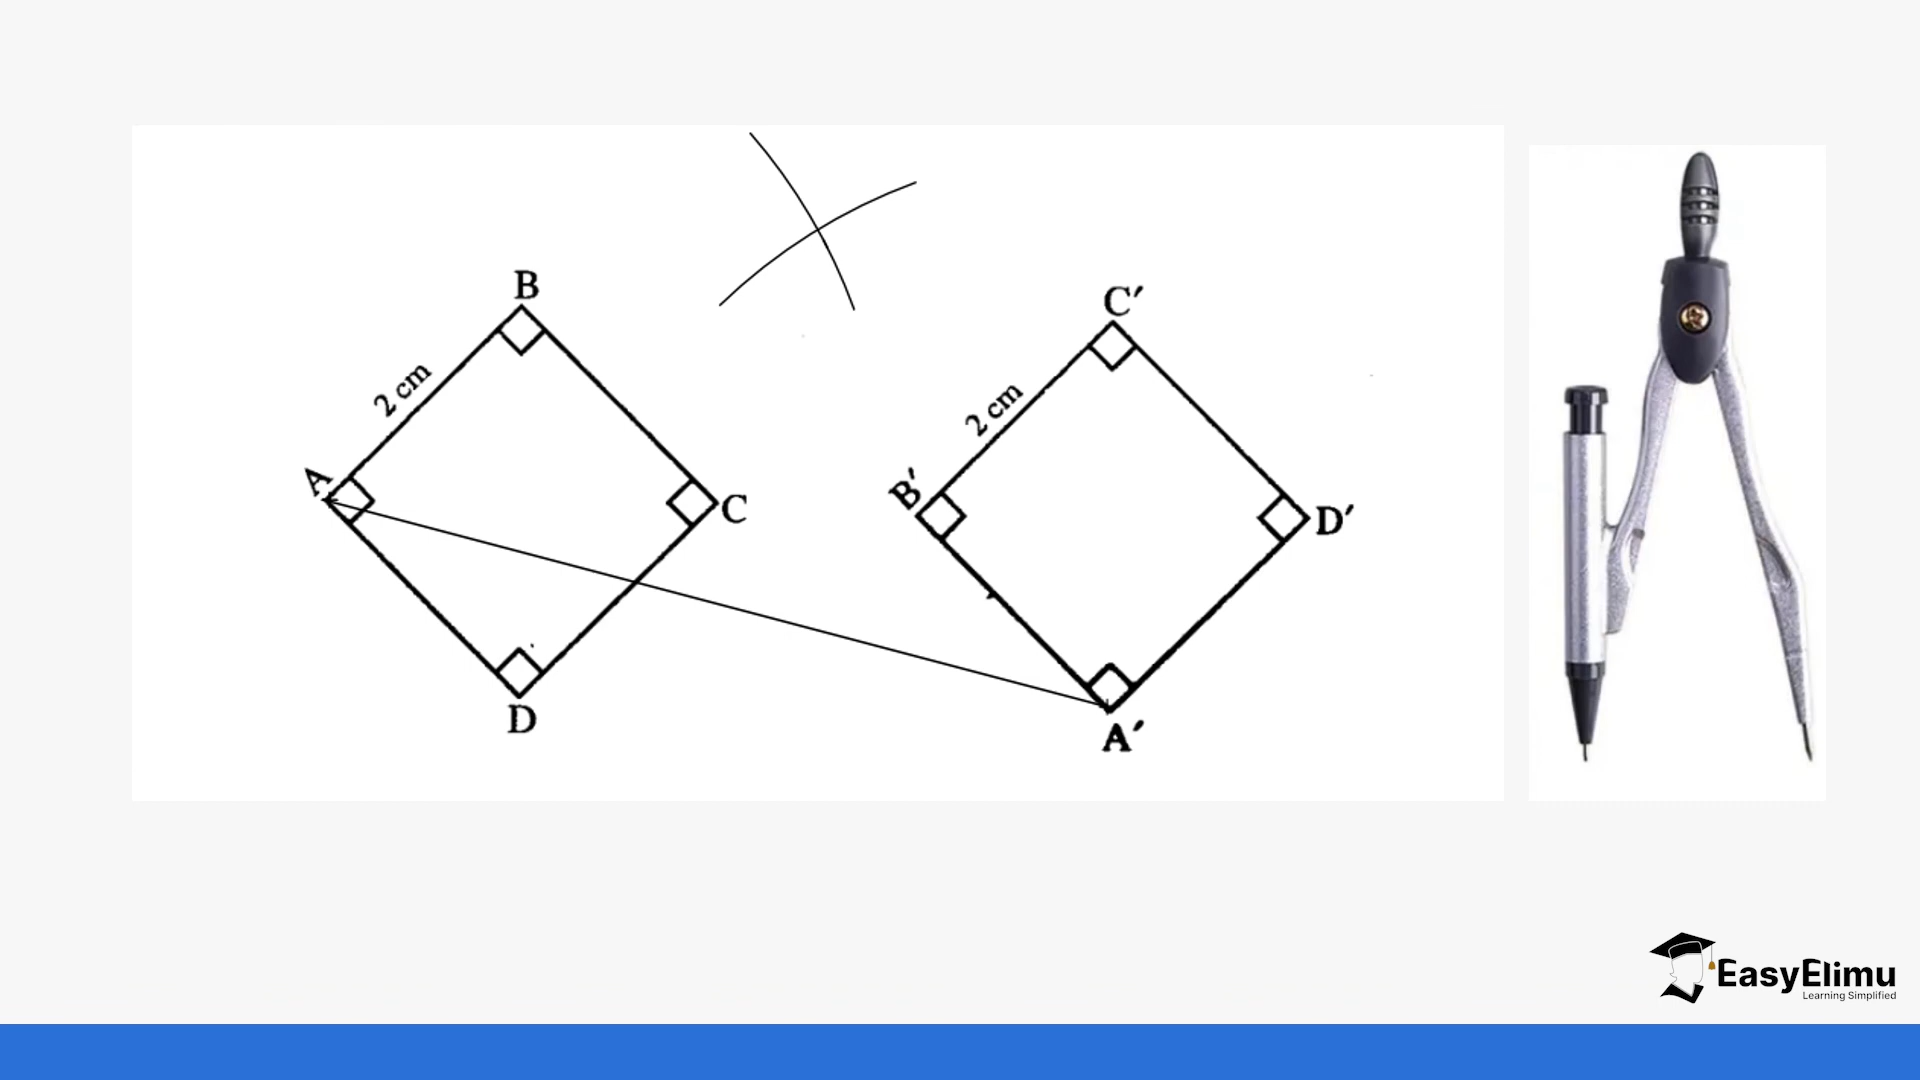 B
C′
2 cm
2 cm
A
B′
C
D′
D
A′
EasyElimu
Learning Simplified